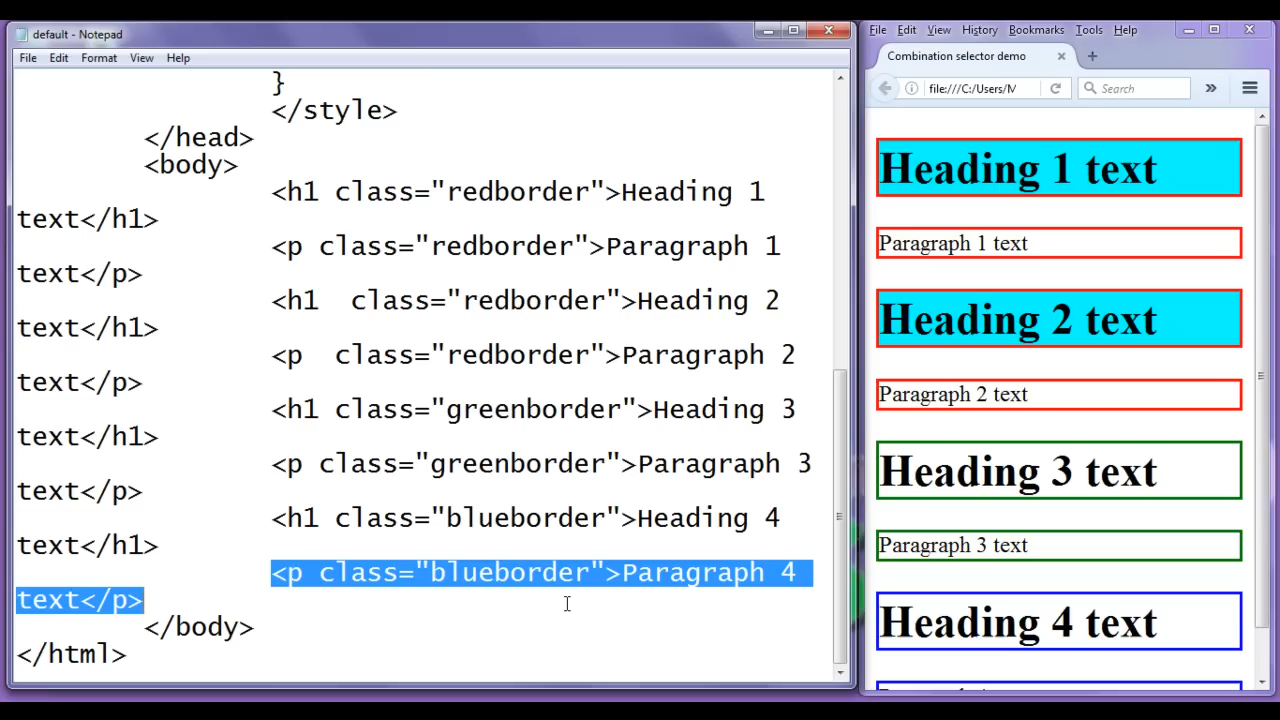 default - Notepad
File Edit Format View Help
}
</style>
</head>
<body>
<h1 class="redborder">Heading 1
text</h1>
<p class="redborder">Paragraph 1
text</p>
<h1  class="redborder">Heading 2
text</h1>
<p  class="redborder">Paragraph 2
text</p>
<h1 class="greenborder">Heading 3
text</h1>
<p class="greenborder">Paragraph 3
text</p>
<h1 class="blueborder">Heading 4
text</h1>
<p class="blueborder">Paragraph 4
text</p>
</body>
</html>
File Edit View History Bookmarks Tools Help
Combination selector demo
file:///C:/Users/M Search
Heading 1 text
Paragraph 1 text
Heading 2 text
Paragraph 2 text
Heading 3 text
Paragraph 3 text
Heading 4 text